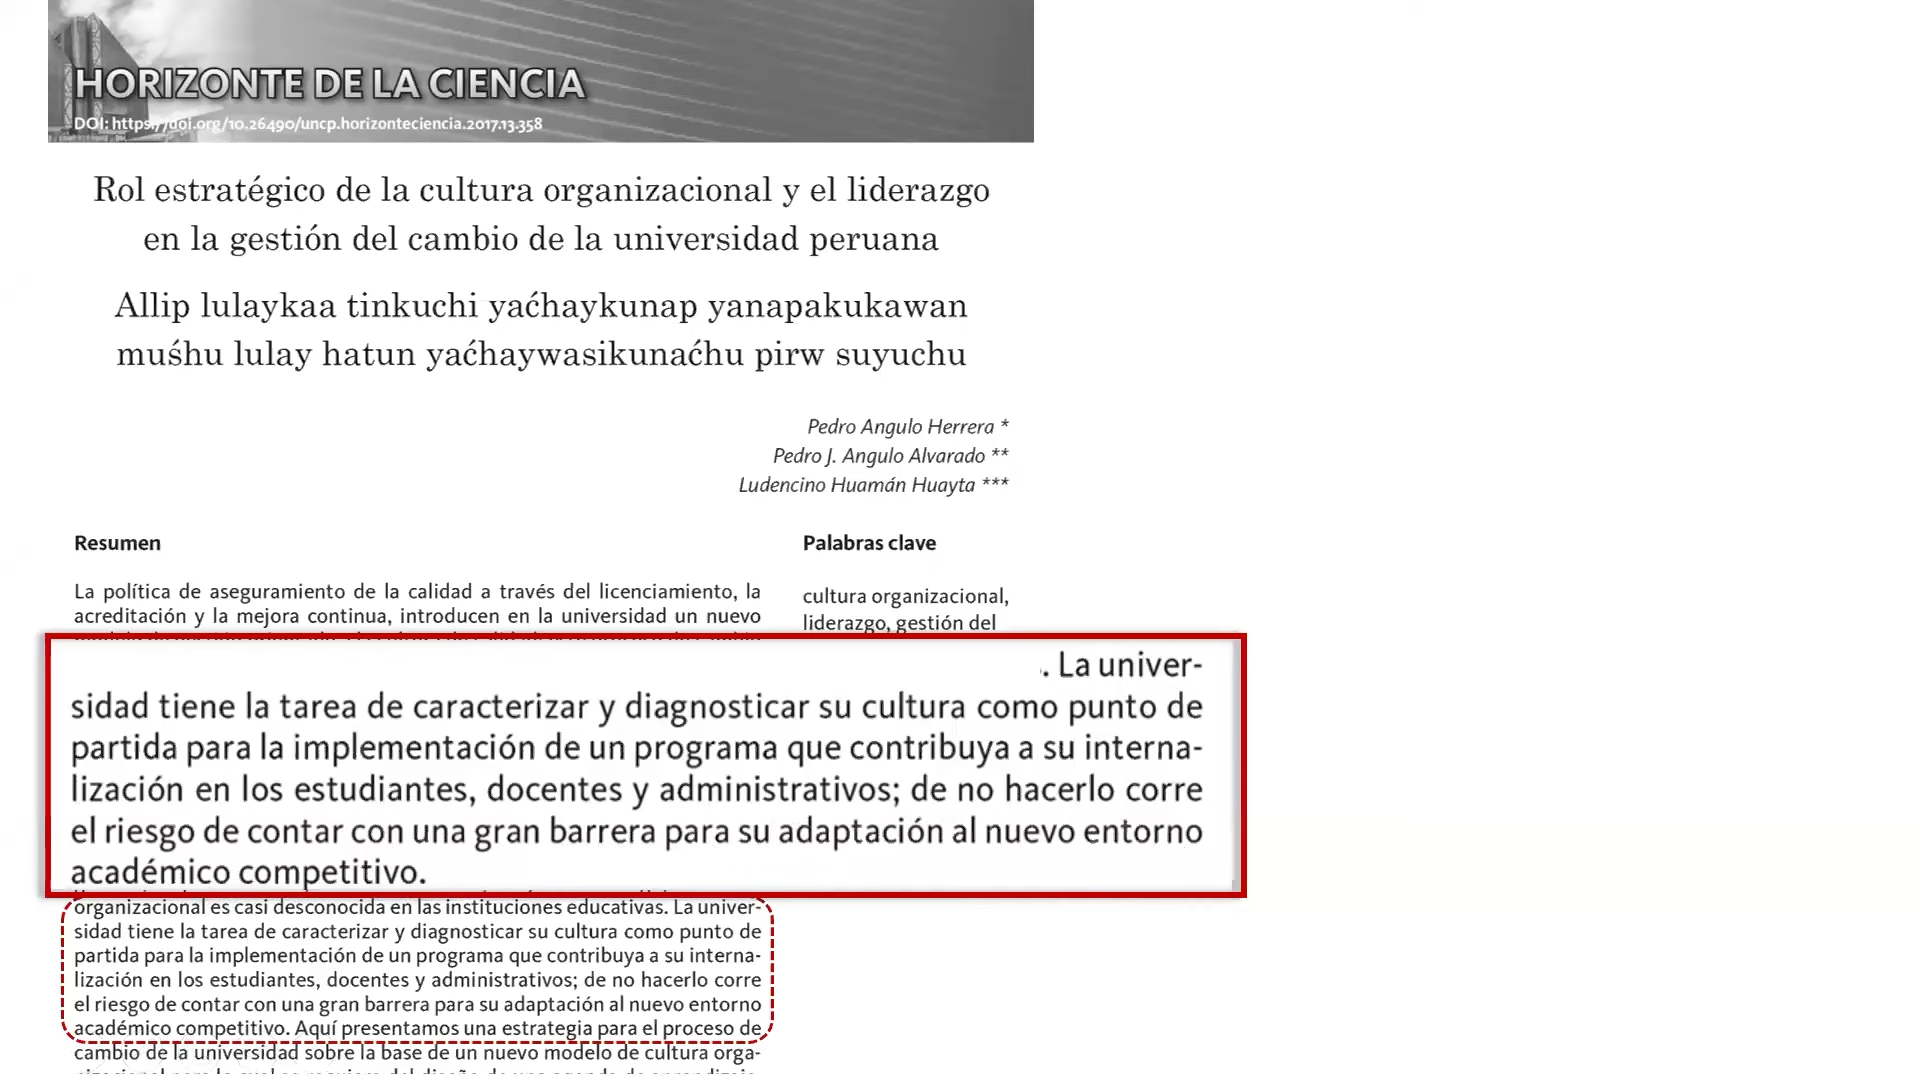 HORIZONTE DE LA CIENCIA
DOI: https://doi.org/10.26490/uncp.horizonteciencia.2017.13.358
Rol estratégico de la cultura organizacional y el liderazgo
en la gestión del cambio de la universidad peruana
Allip lulaykaa tinkuchi yaćhaykunap yanapakukawan
muśhu lulay hatun yaćhaywasikunaćhu pirw suyuchu
Pedro Angulo Herrera *
Pedro J. Angulo Alvarado **
Ludencino Huamán Huayta ***
Resumen
La política de aseguramiento de la calidad a través del licenciamiento, la
acreditación y la mejora continua, introducen en la universidad un nuevo
Palabras clave
cultura organizacional,
liderazgo, gestión del
. La univer-
sidad tiene la tarea de caracterizar y diagnosticar su cultura como punto de
partida para la implementación de un programa que contribuya a su interna-
lización en los estudiantes, docentes y administrativos; de no hacerlo corre
el riesgo de contar con una gran barrera para su adaptación al nuevo entorno
académico competitivo.
organizacional es casi desconocida en las instituciones educativas. La univer-
sidad tiene la tarea de caracterizar y diagnosticar su cultura como punto de
partida para la implementación de un programa que contribuya a su interna-
lización en los estudiantes, docentes y administrativos; de no hacerlo corre
el riesgo de contar con una gran barrera para su adaptación al nuevo entorno
académico competitivo. Aquí presentamos una estrategia para el proceso de
cambio de la universidad sobre la base de un nuevo modelo de cultura orga-